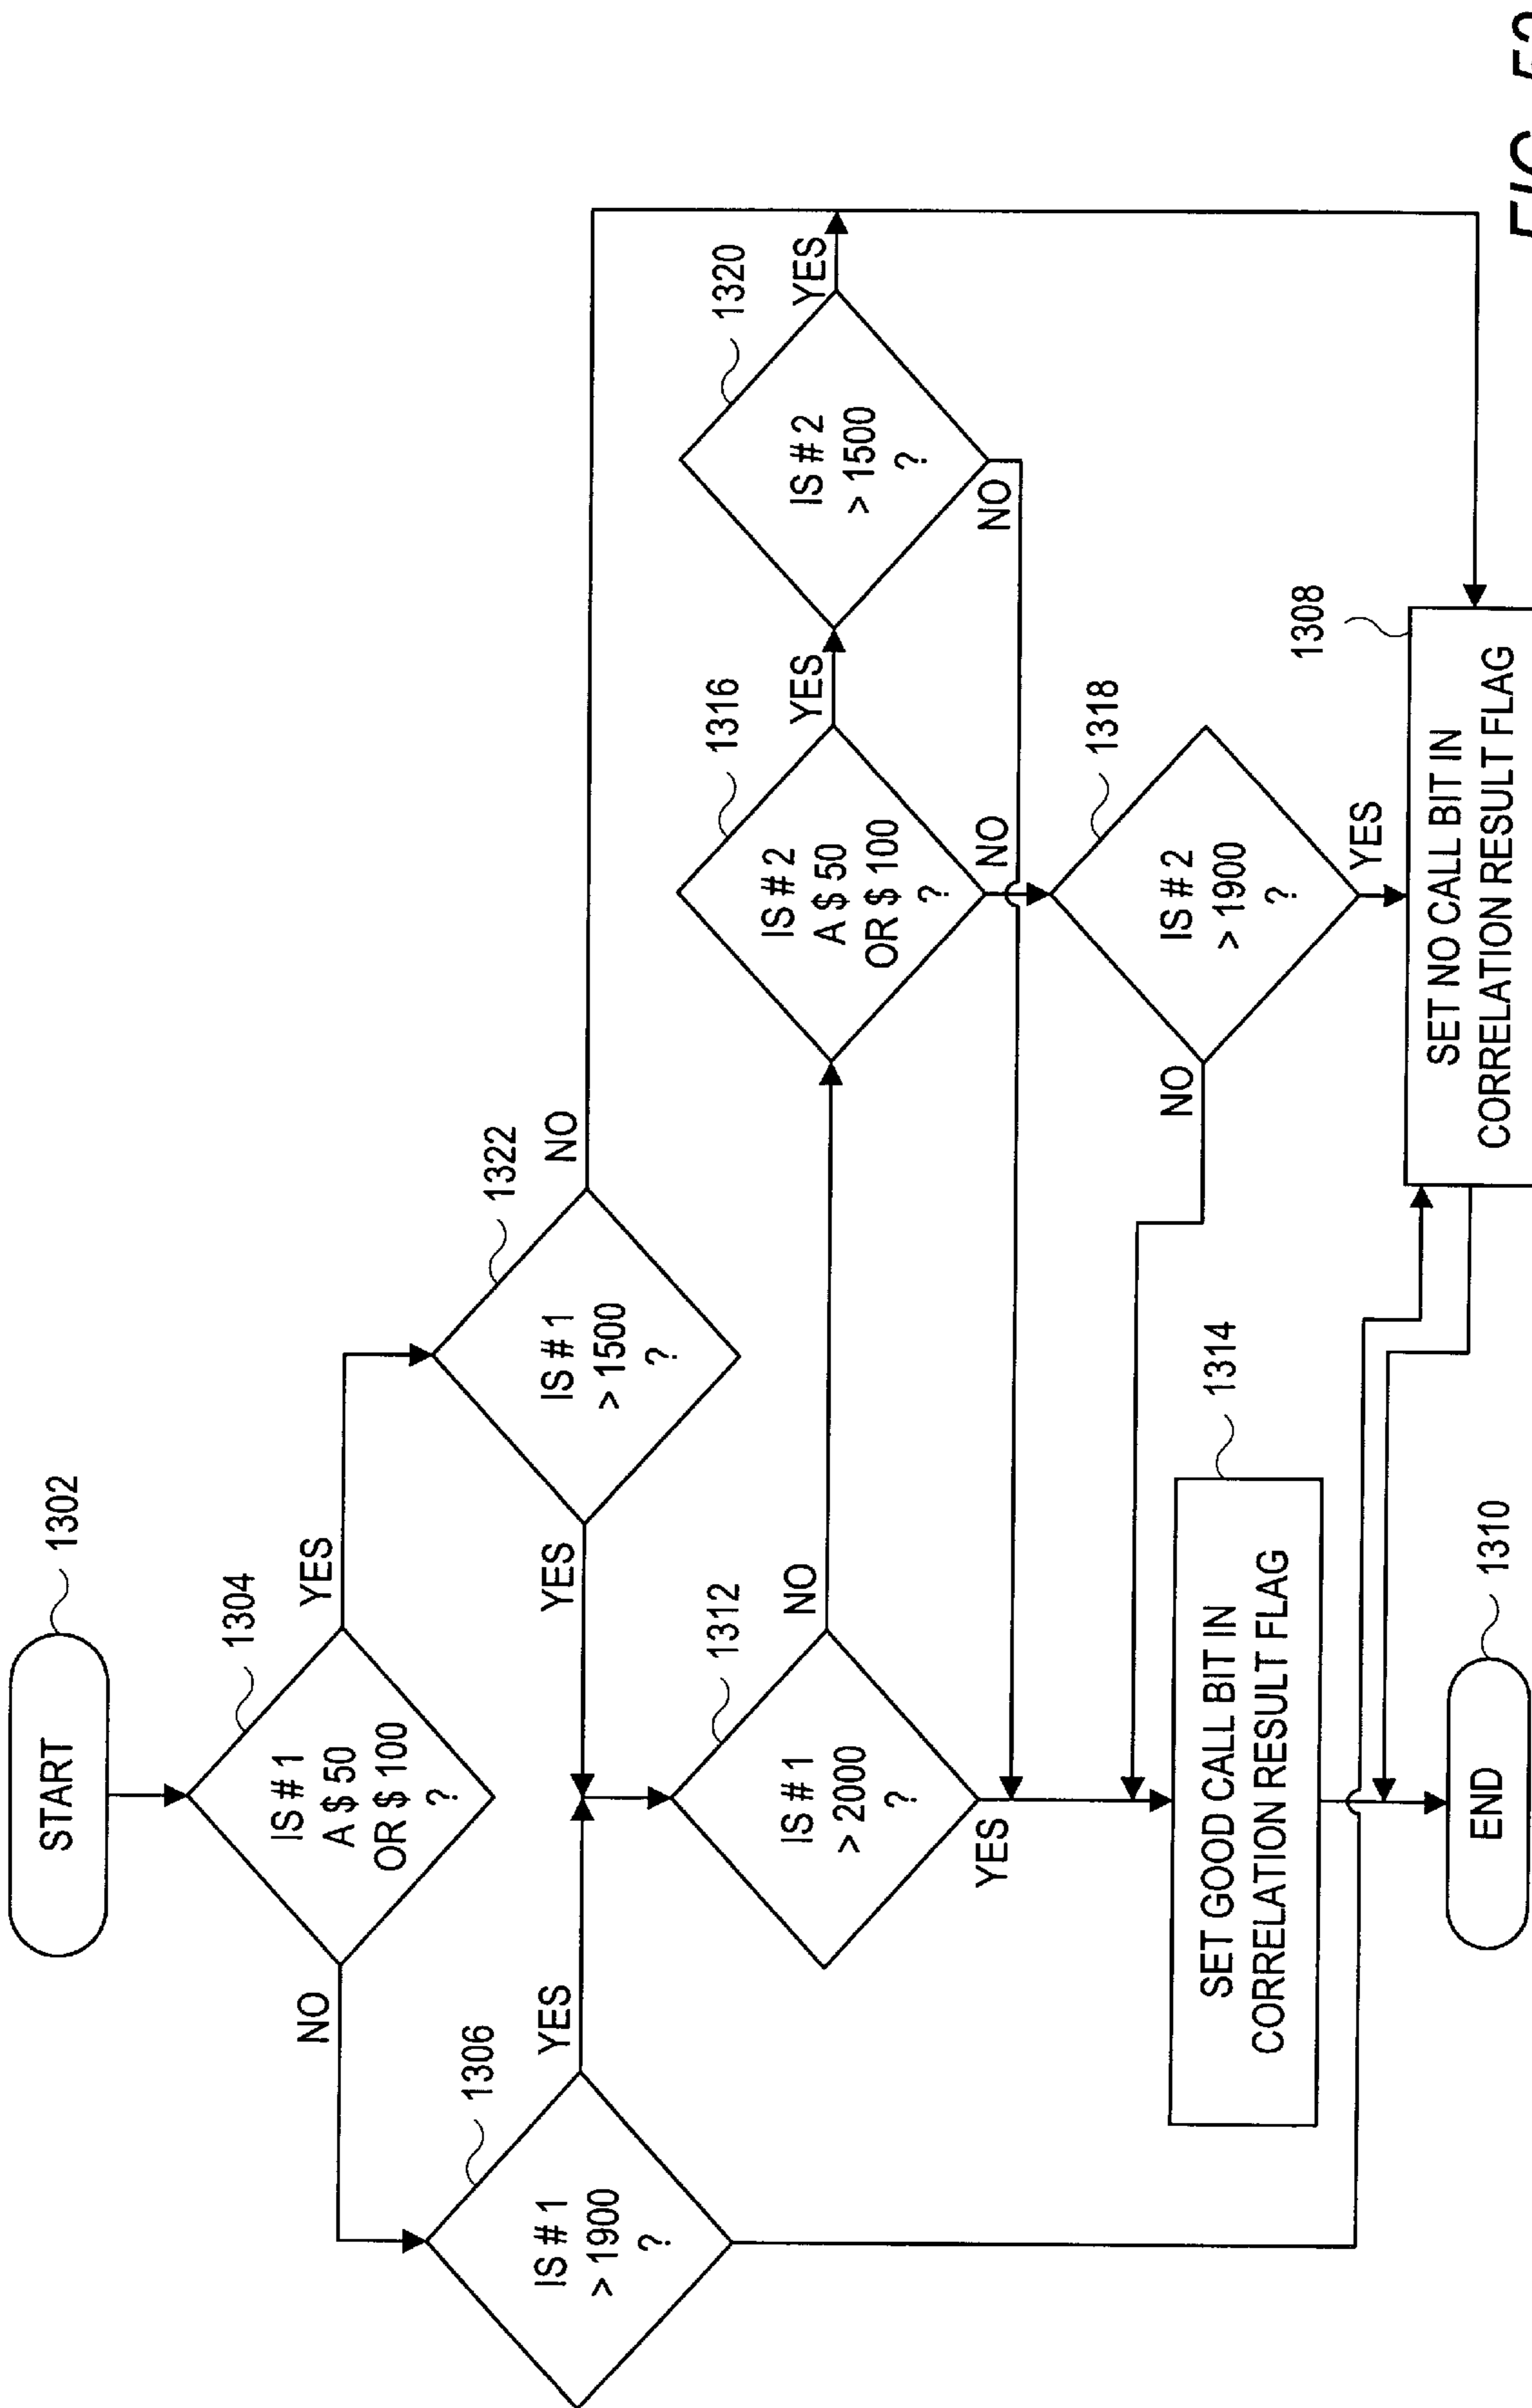 START
1302
IS # 1
A $ 50
OR $ 100
?
1304
NO
YES
IS # 1
> 1900
?
1306
YES
IS # 1
> 1500
?
1322
YES
NO
IS # 1
> 2000
?
1312
NO
YES
IS # 2
A $ 50
OR $ 100
?
1316
YES
NO
IS # 2
> 1500
?
1320
YES
NO
IS # 2
> 1900
?
1318
NO
YES
SET GOOD CALL BIT IN
CORRELATION RESULT FLAG
1314
SET NO CALL BIT IN
CORRELATION RESULT FLAG
1308
END
1310